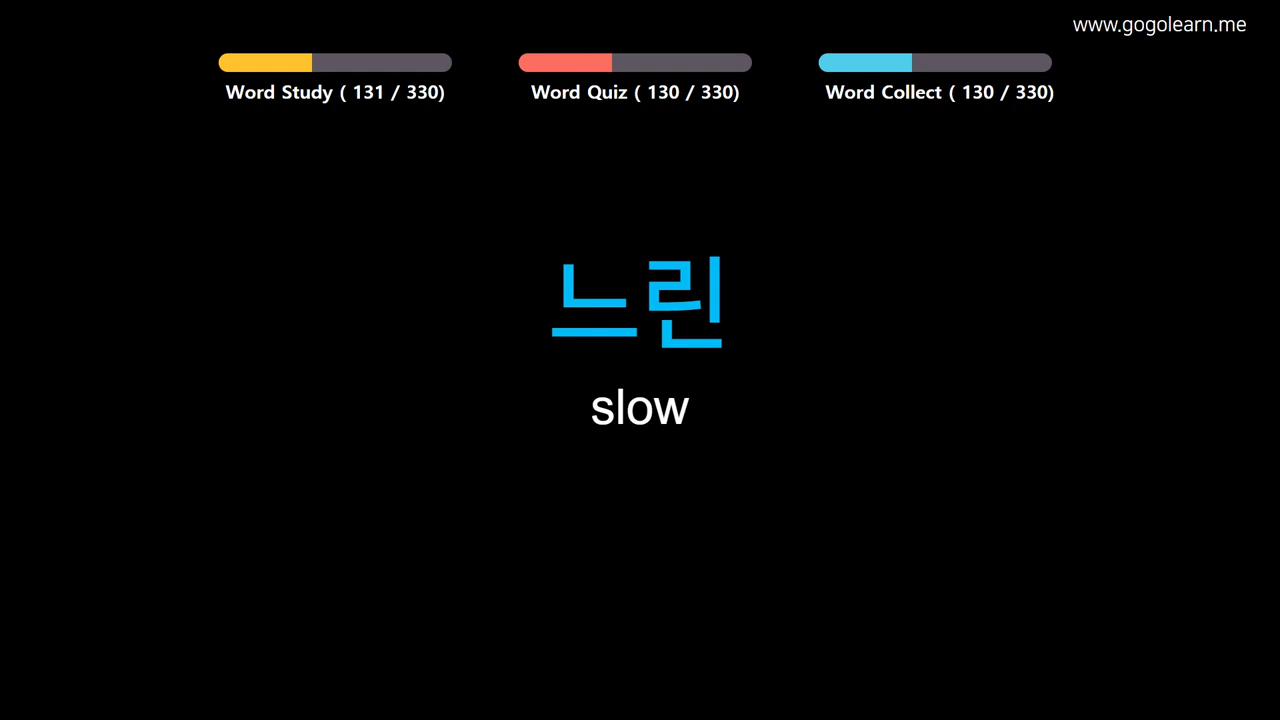 www.gogolearn.me
Word Study ( 131 / 330)
Word Quiz ( 130 / 330)
Word Collect ( 130 / 330)
느린
slow